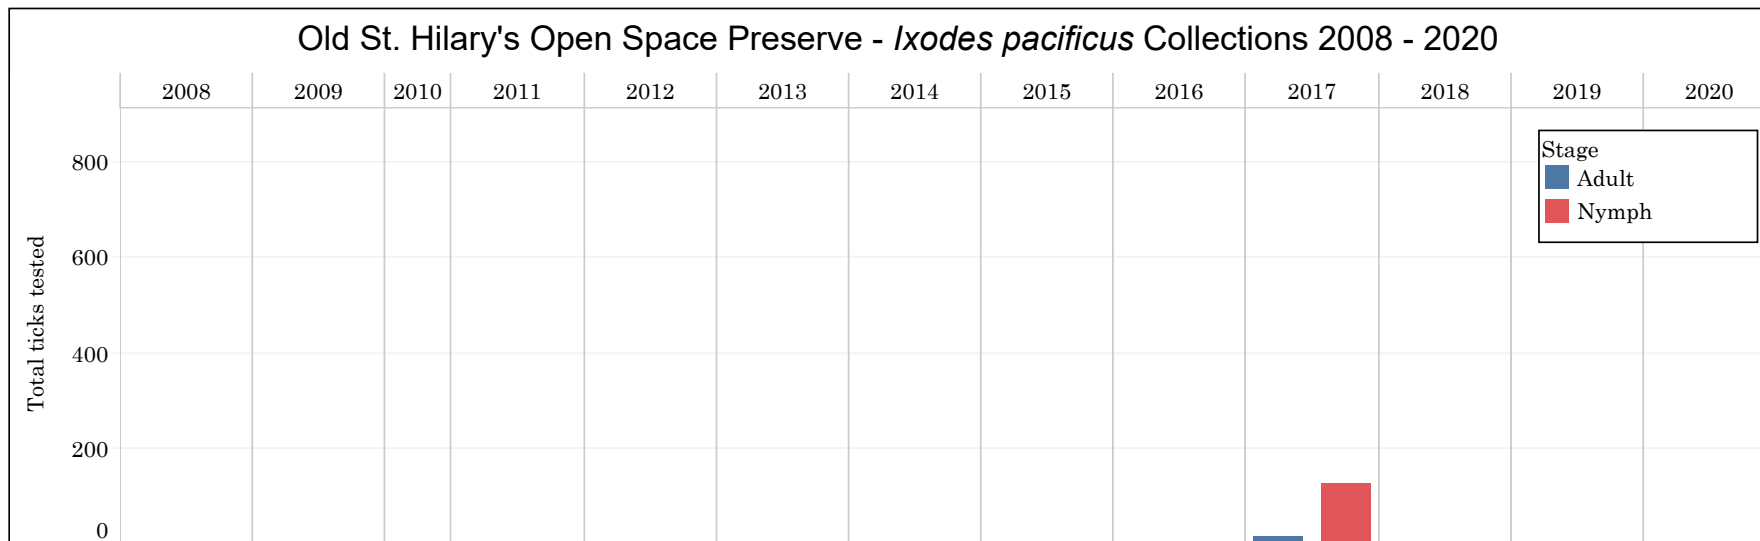 Old St. Hilary's Open Space Preserve - Ixodes pacificus Collections 2008 - 2020
2008 2009 2010 2011 2012 2013 2014 2015 2016 2017 2018 2019 2020
Stage
Adult
Nymph
Total ticks tested
800
600
400
200
0